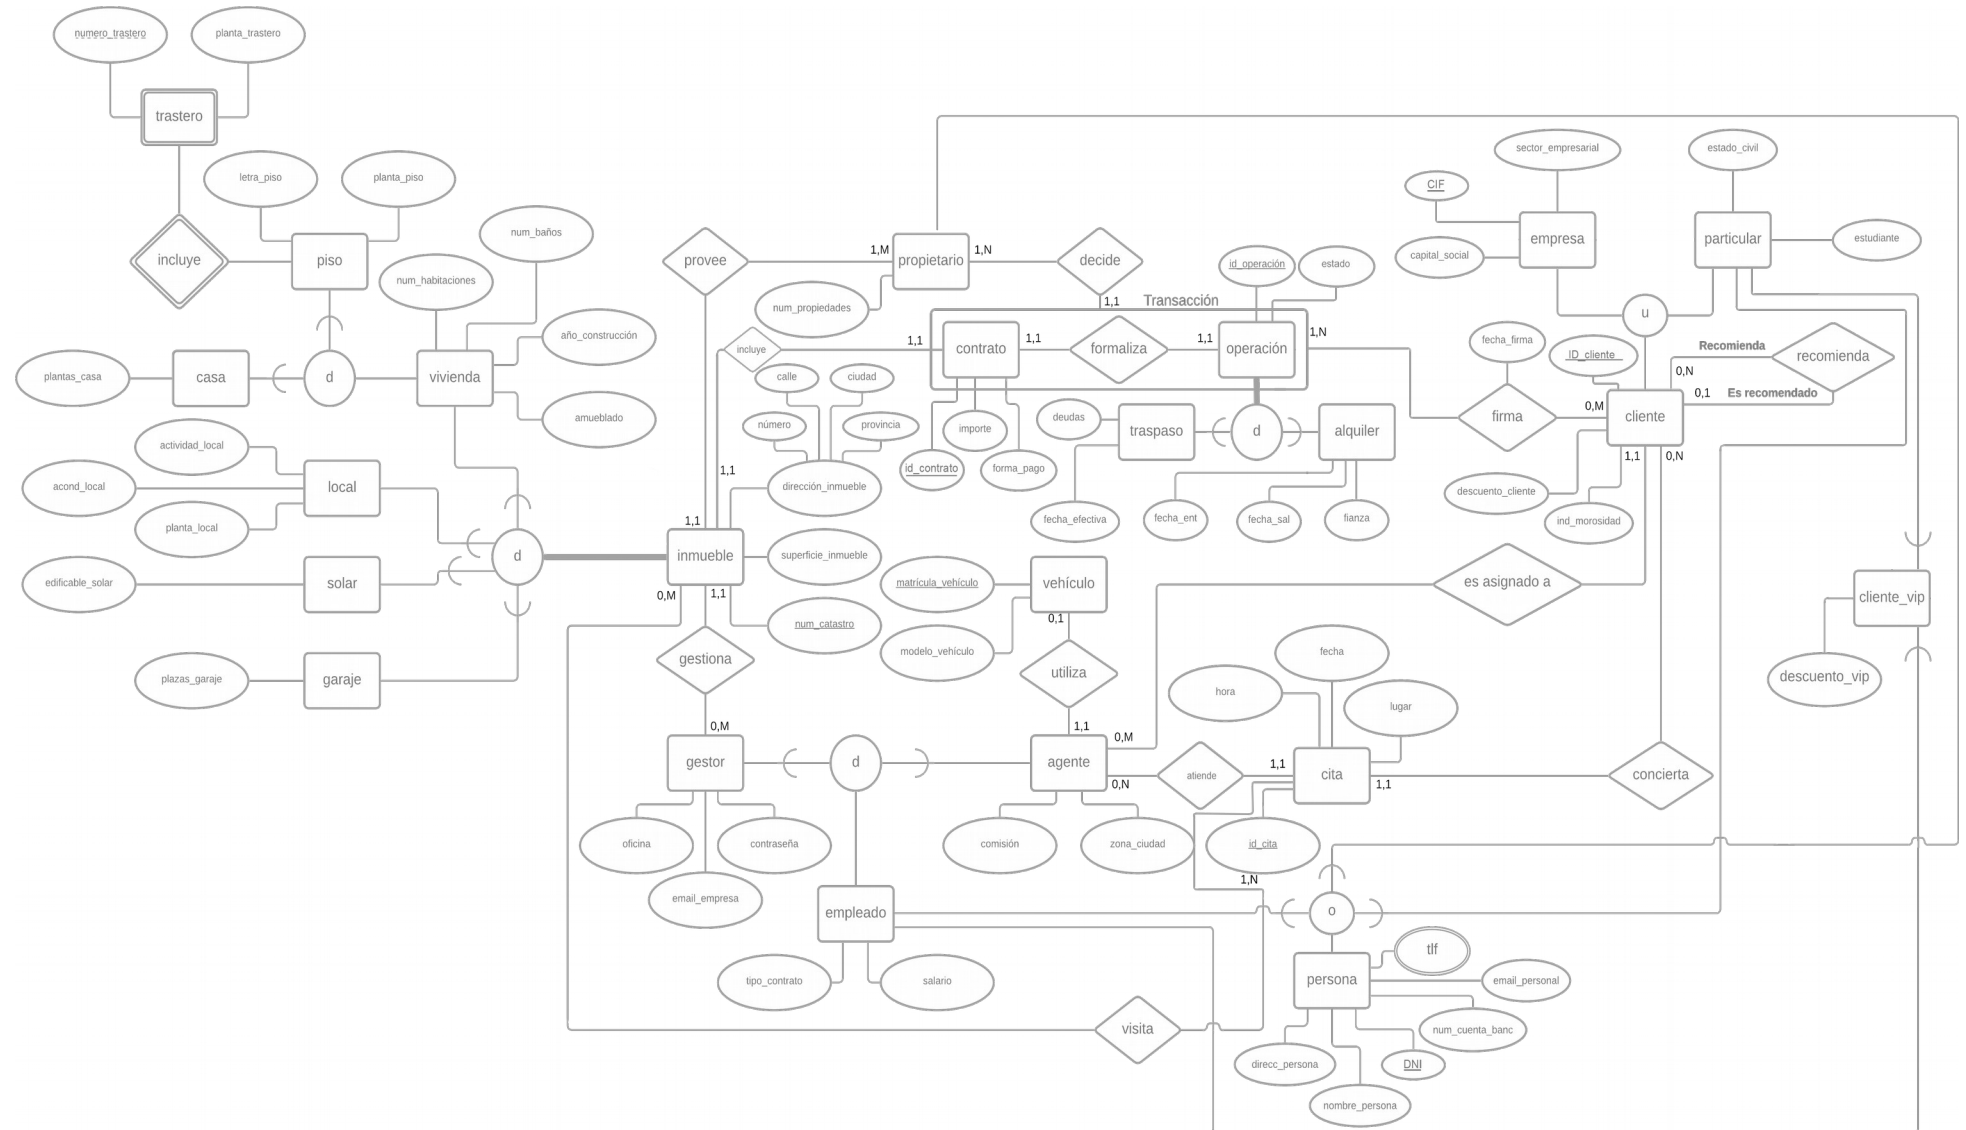 numero_trastero
planta_trastero
trastero
sector_empresarial
estado_civil
letra_piso
planta_piso
CIF
num_baños
empresa
particular
estudiante
capital_social
incluye
piso
provee
1,M
propietario
1,N
decide
id_operación
estado
num_habitaciones
num_propiedades
1,1
Transacción
u
año_construcción
incluye
1,1
contrato
1,1
formaliza
1,1
operación
1,N
fecha_firma
ID_cliente
Recomienda
recomienda
0,N
plantas_casa
casa
d
vivienda
calle
ciudad
0,1
Es recomendado
amueblado
número
provincia
importe
deudas
traspaso
d
alquiler
firma
0,M
cliente
actividad_local
1,1
id_contrato
forma_pago
1,1
0,N
acond_local
local
dirección_inmueble
descuento_cliente
planta_local
1,1
fecha_efectiva
fecha_ent
fecha_sal
fianza
ind_morosidad
d
inmueble
superficie_inmueble
edificable_solar
solar
matrícula_vehículo
vehículo
es asignado a
cliente_vip
0,M
1,1
num_catastro
0,1
modelo_vehículo
fecha
gestiona
utiliza
plazas_garaje
garaje
hora
lugar
descuento_vip
0,M
1,1
0,M
gestor
d
agente
atiende
1,1
cita
1,1
concierta
0,N
oficina
contraseña
comisión
zona_ciudad
id_cita
email_empresa
1,N
empleado
o
tlf
tipo_contrato
salario
persona
email_personal
visita
num_cuenta_banc
direcc_persona
DNI
nombre_persona